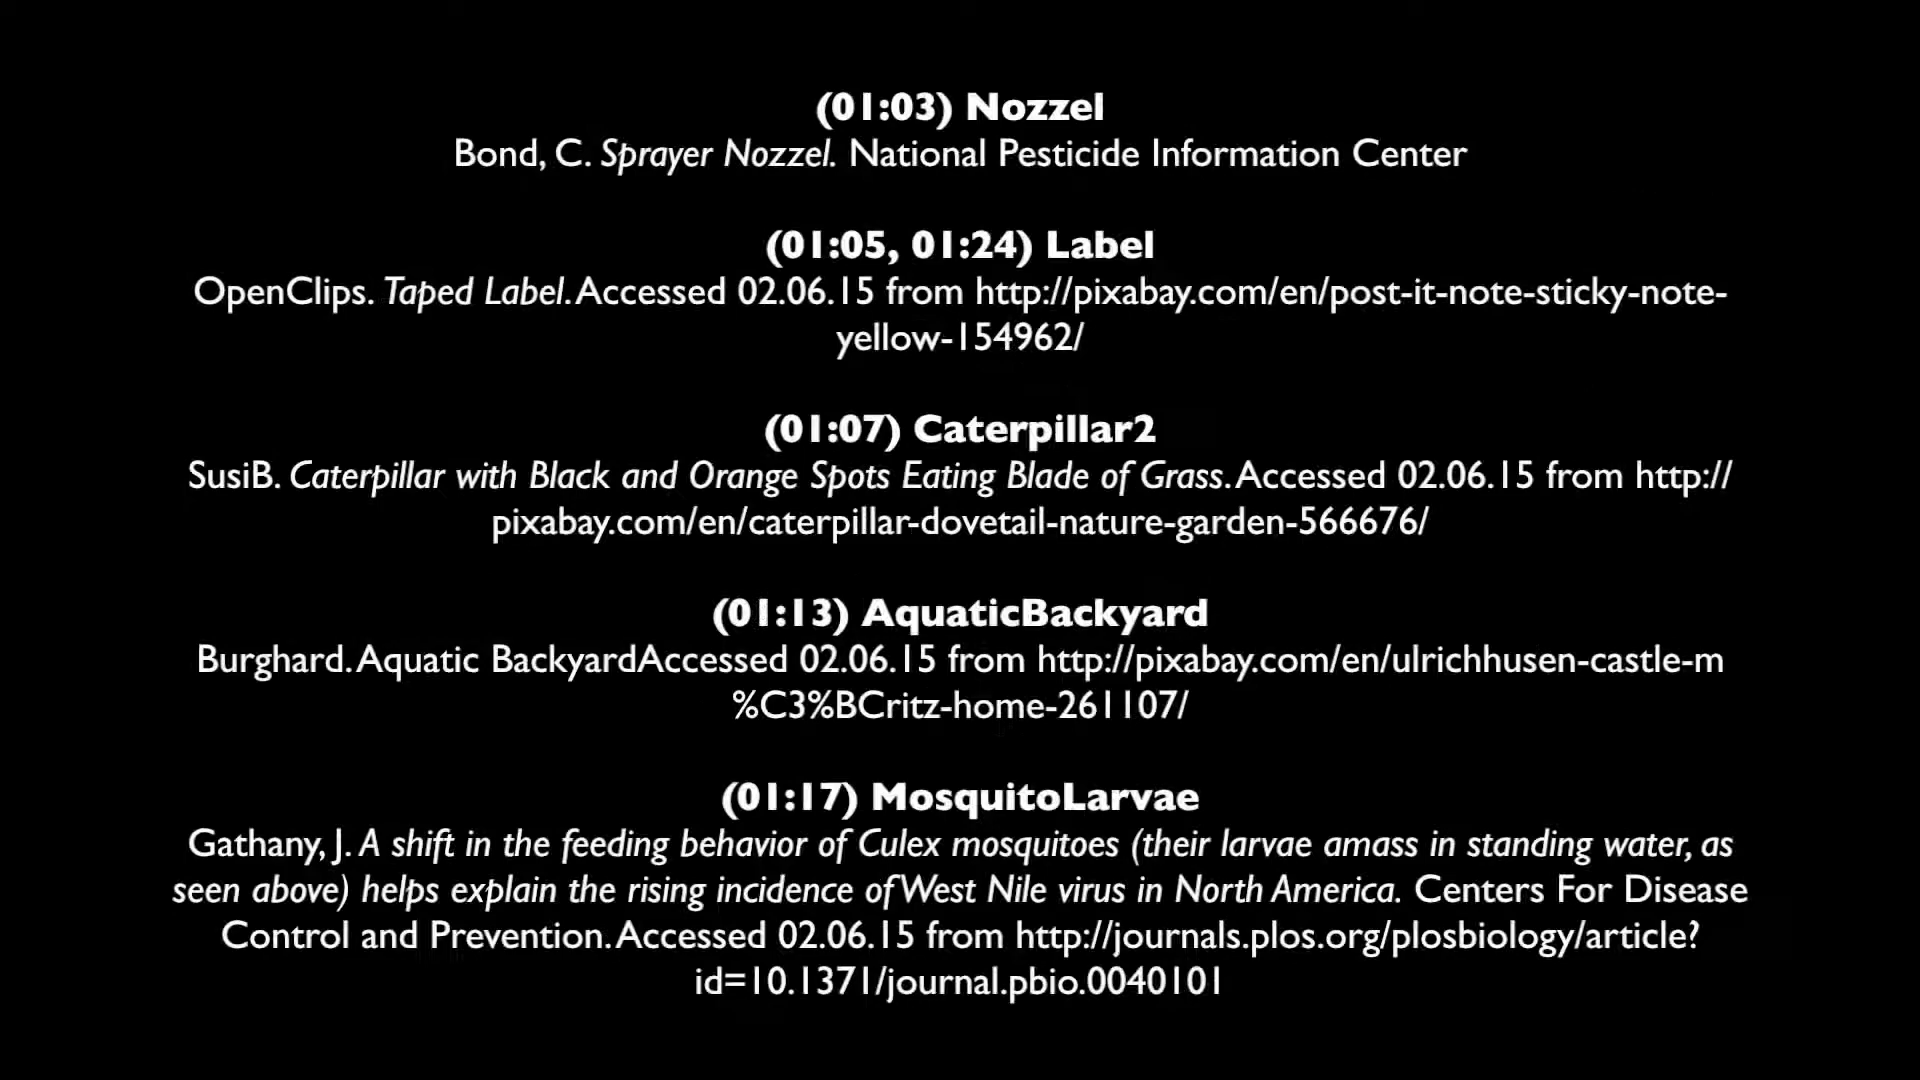 (01:03) Nozzel
Bond, C. Sprayer Nozzel. National Pesticide Information Center
(01:05, 01:24) Label
OpenClips. Taped Label. Accessed 02.06.15 from http://pixabay.com/en/post-it-note-sticky-note-
yellow-154962/
(01:07) Caterpillar2
SusiB. Caterpillar with Black and Orange Spots Eating Blade of Grass. Accessed 02.06.15 from http://
pixabay.com/en/caterpillar-dovetail-nature-garden-566676/
(01:13) AquaticBackyard
Burghard. Aquatic BackyardAccessed 02.06.15 from http://pixabay.com/en/ulrichhusen-castle-m
%C3%BCritz-home-261107/
(01:17) MosquitoLarvae
Gathany, J. A shift in the feeding behavior of Culex mosquitoes (their larvae amass in standing water, as
seen above) helps explain the rising incidence of West Nile virus in North America. Centers For Disease
Control and Prevention. Accessed 02.06.15 from http://journals.plos.org/plosbiology/article?
id=10.1371/journal.pbio.0040101